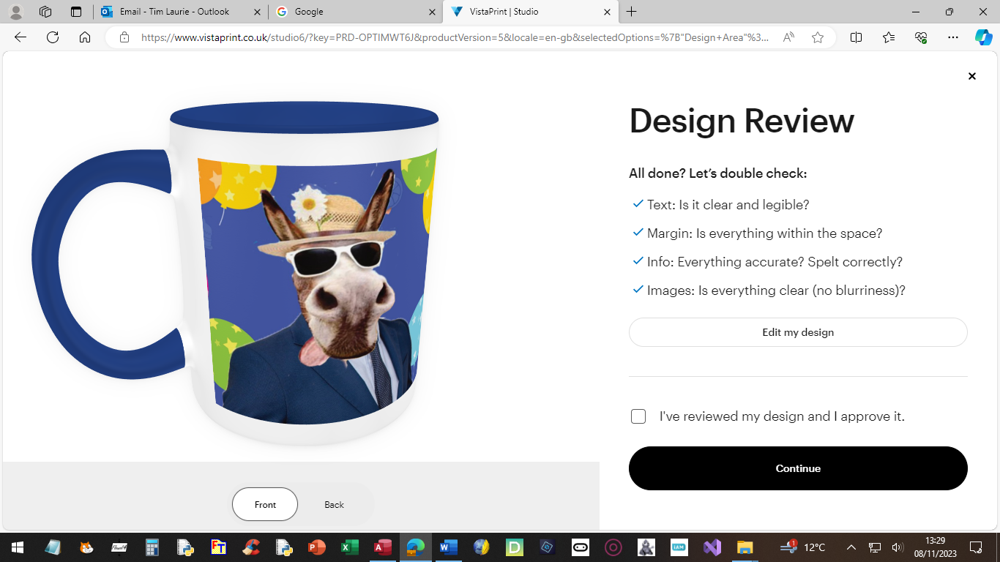 Email - Tim Laurie - Outlook
Google
VistaPrint | Studio
https://www.vistaprint.co.uk/studio6/?key=PRD-OPTIMWT6J&productVersion=5&locale=en-gb&selectedOptions=%7B"Design+Area"%3...
Design Review
All done? Let's double check:
Text: Is it clear and legible?
Margin: Is everything within the space?
Info: Everything accurate? Spelt correctly?
Images: Is everything clear (no blurriness)?
Edit my design
I've reviewed my design and I approve it.
Continue
Front
Back
1
12°C
13:29
08/11/2023